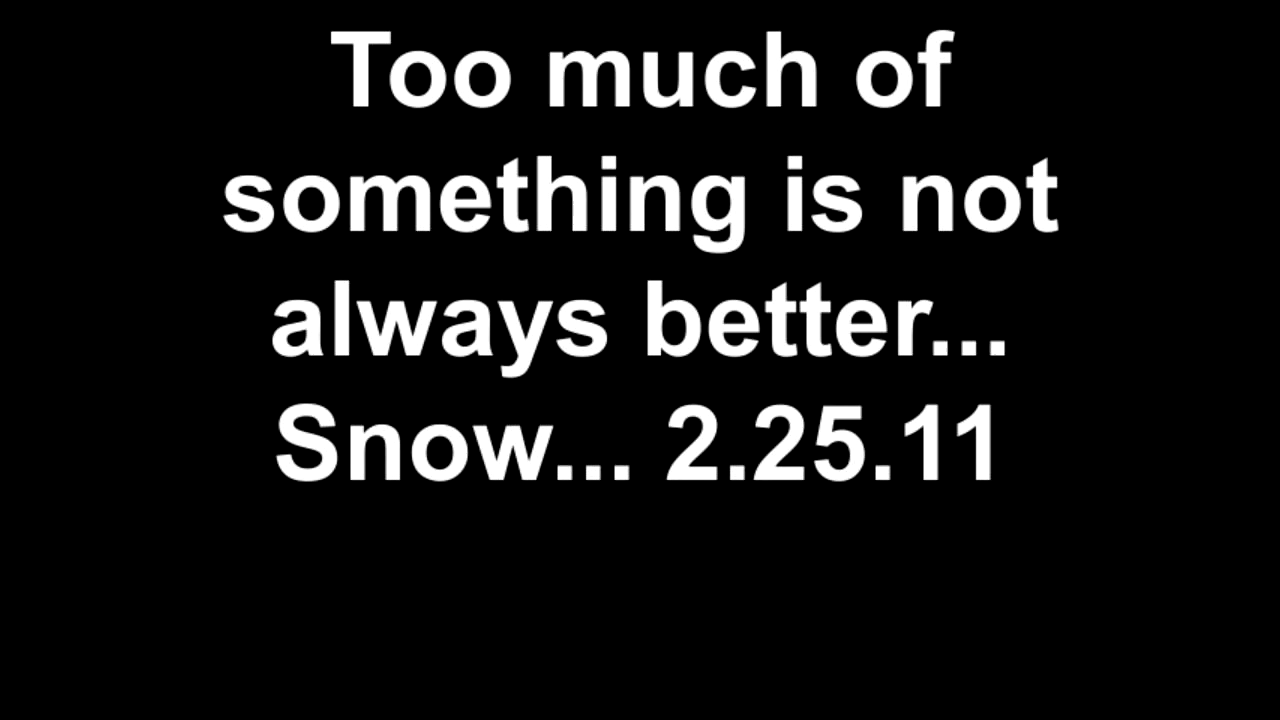 Too much of
something is not
always better...
Snow... 2.25.11